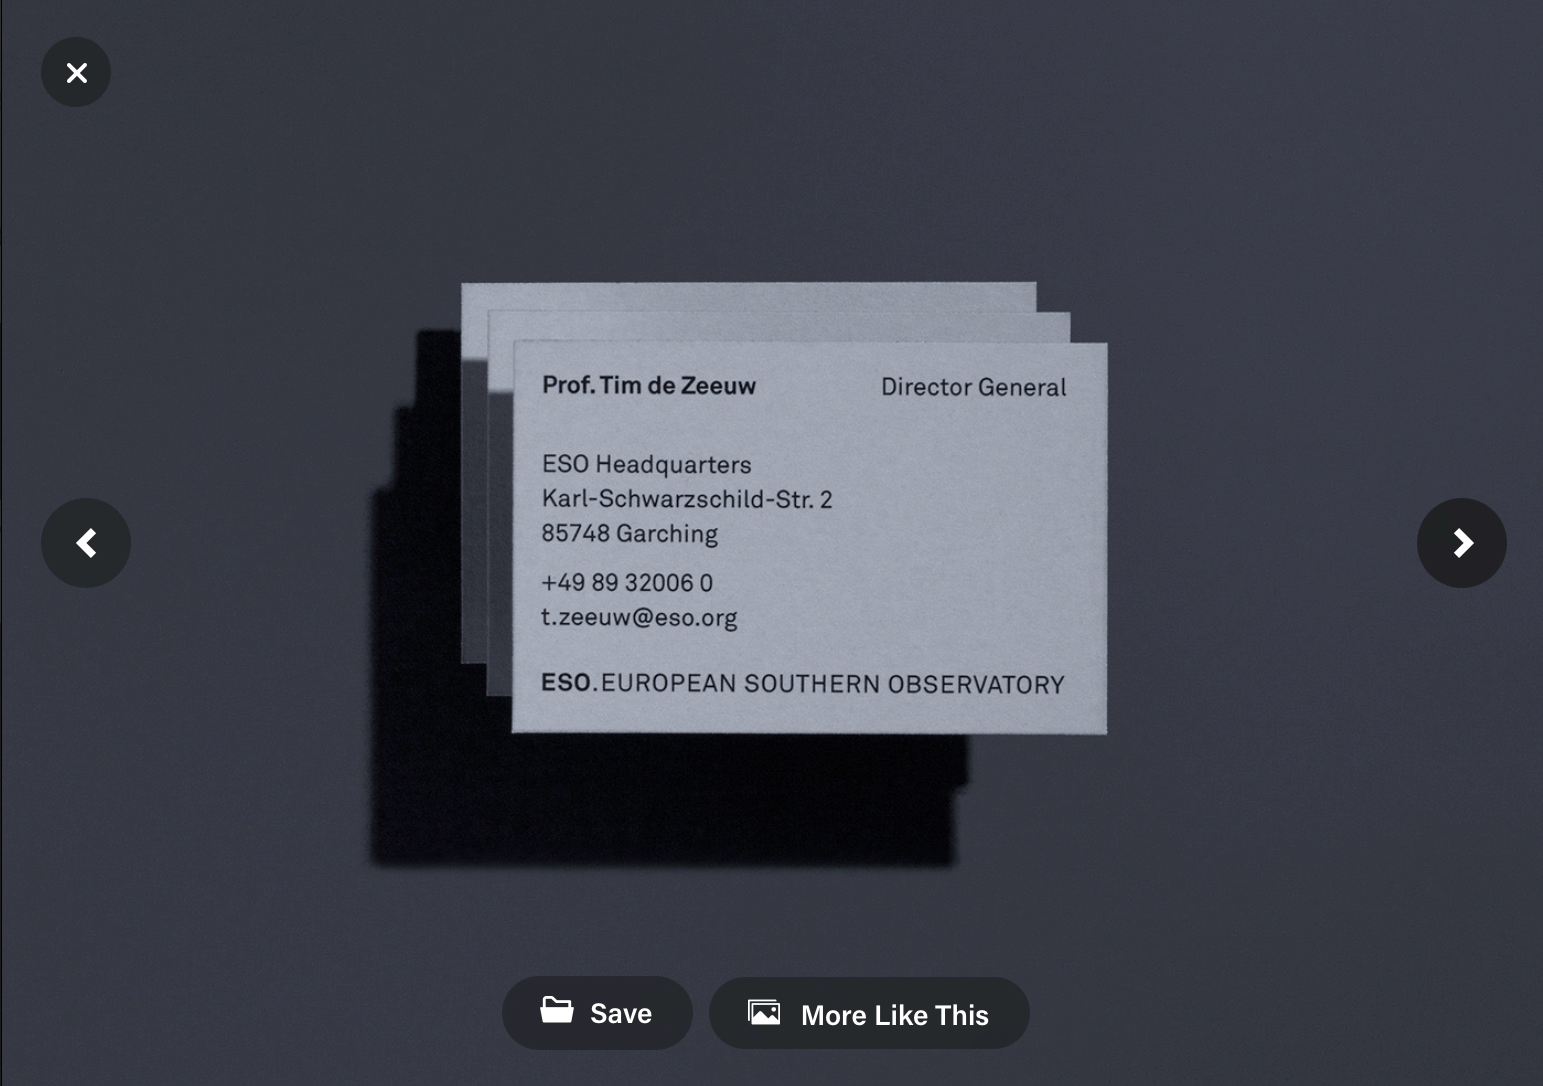 Prof. Tim de Zeeuw Director General
ESO Headquarters
Karl-Schwarzschild-Str. 2
85748 Garching
+49 89 32006 0
t.zeeuw@eso.org
ESO.EUROPEAN SOUTHERN OBSERVATORY
Save More Like This